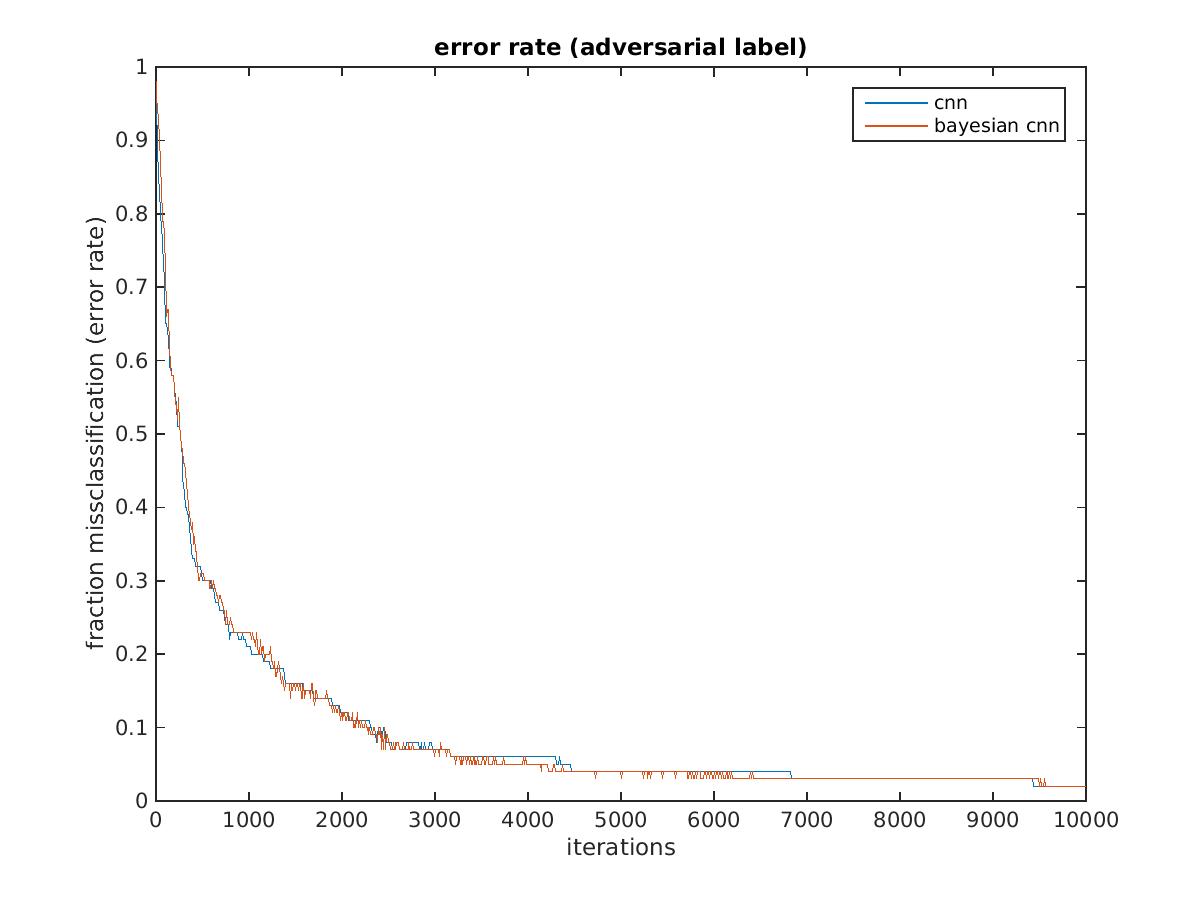 error rate (adversarial label)
cnn
bayesian cnn
fraction missclassification (error rate)
1
0.9
0.8
0.7
0.6
0.5
0.4
0.3
0.2
0.1
0
0 1000 2000 3000 4000 5000 6000 7000 8000 9000 10000
iterations